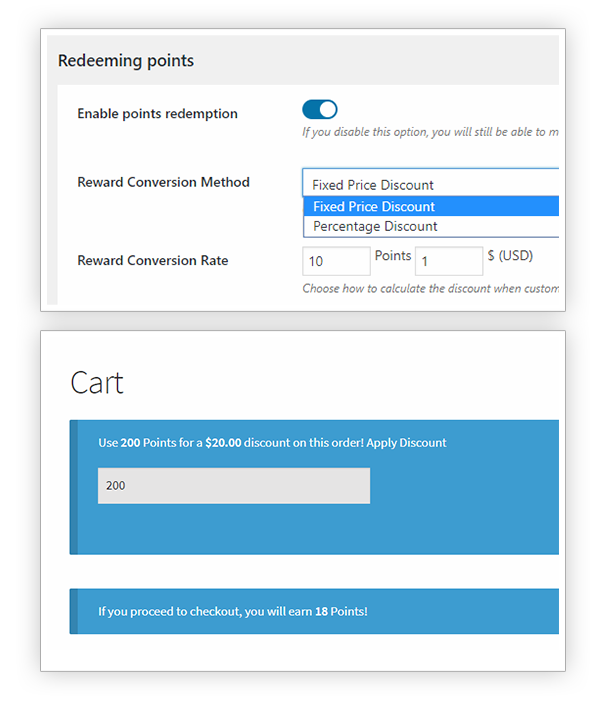 Redeeming points
Enable points redemption
If you disable this option, you will still be able to m
Reward Conversion Method
Fixed Price Discount
Fixed Price Discount
Percentage Discount
Reward Conversion Rate
10 Points 1 $ (USD)
Choose how to calculate the discount when custom
Cart
Use 200 Points for a $20.00 discount on this order! Apply Discount
200
If you proceed to checkout, you will earn 18 Points!